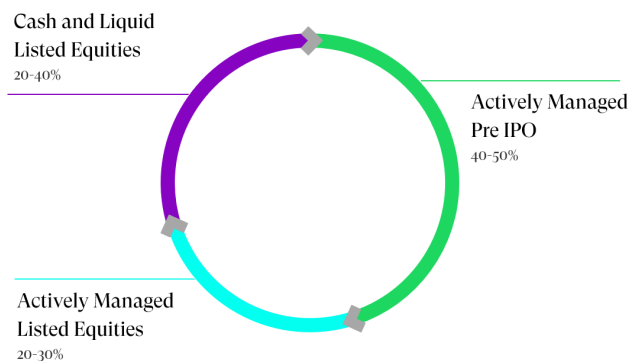 Cash and Liquid
Listed Equities
20-40%
Actively Managed
Pre IPO
40-50%
Actively Managed
Listed Equities
20-30%